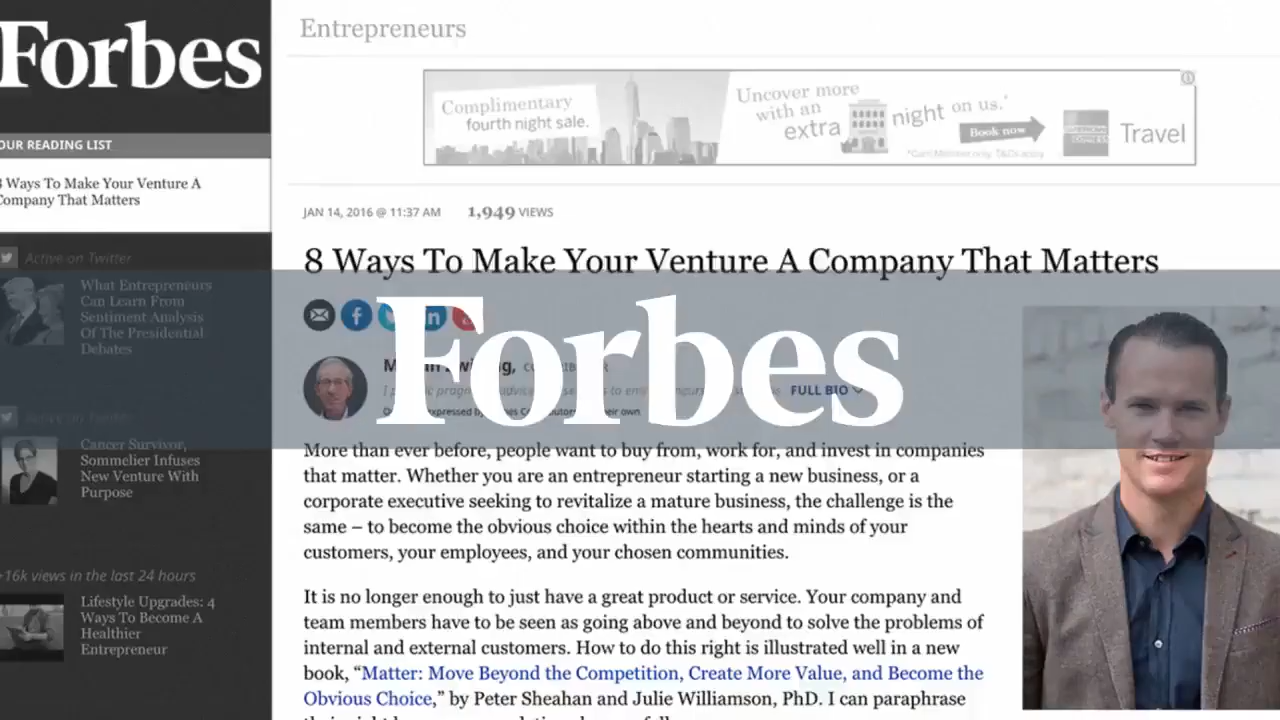 Forbes
OUR READING LIST
8 Ways To Make Your Venture A
Company That Matters
Active on Twitter
What Entrepreneurs
Can Learn From
Sentiment Analysis
Of The Presidential
Debates
Active on Twitter
Cancer Survivor,
Sommelier Infuses
New Venture With
Purpose
+16k views in the last 24 hours
Lifestyle Upgrades: 4
Ways To Become A
Healthier
Entrepreneur
Entrepreneurs
Complimentary
fourth night sale.
Uncover more
with an
extra night on us.*
Book now
Travel
JAN 14, 2016 @ 11:37 AM 1,949 VIEWS
8 Ways To Make Your Venture A Company That Matters
in
Forbes
FULL BIO
expressed by
their own.
More than ever before, people want to buy from, work for, and invest in companies
that matter. Whether you are an entrepreneur starting a new business, or a
corporate executive seeking to revitalize a mature business, the challenge is the
same – to become the obvious choice within the hearts and minds of your
customers, your employees, and your chosen communities.
It is no longer enough to just have a great product or service. Your company and
team members have to be seen as going above and beyond to solve the problems of
internal and external customers. How to do this right is illustrated well in a new
book, “Matter: Move Beyond the Competition, Create More Value, and Become the
Obvious Choice,” by Peter Sheahan and Julie Williamson, PhD. I can paraphrase